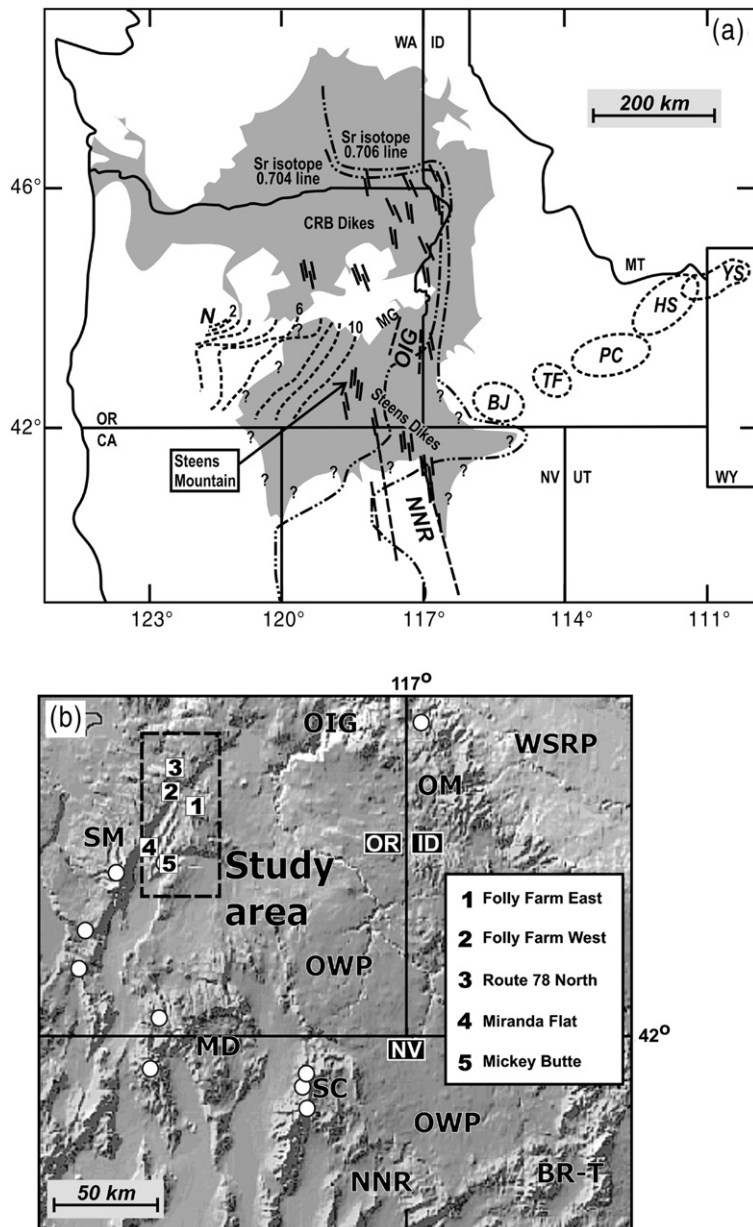 (a)
WA ID
200 km
Sr isotope
0.706 line
Sr isotope
0.704 line
46°
CRB Dikes
MT
YS
HS
N 2 6 10
?
MG
OIG
PC
TF
BJ
?
?
?
Steens Dikes
42°
OR
CA
?
?
?
?
?
?
?
Steens
Mountain
NNR
NV UT
WY
123° 120° 117° 114° 111°
117°
(b)
OIG
WSRP
3
2
1
OM
SM
4
5
OR ID
Study
area
1 Folly Farm East
2 Folly Farm West
3 Route 78 North
4 Miranda Flat
5 Mickey Butte
OWP
42°
MD
NV
SC
OWP
NNR
BR-T
50 km